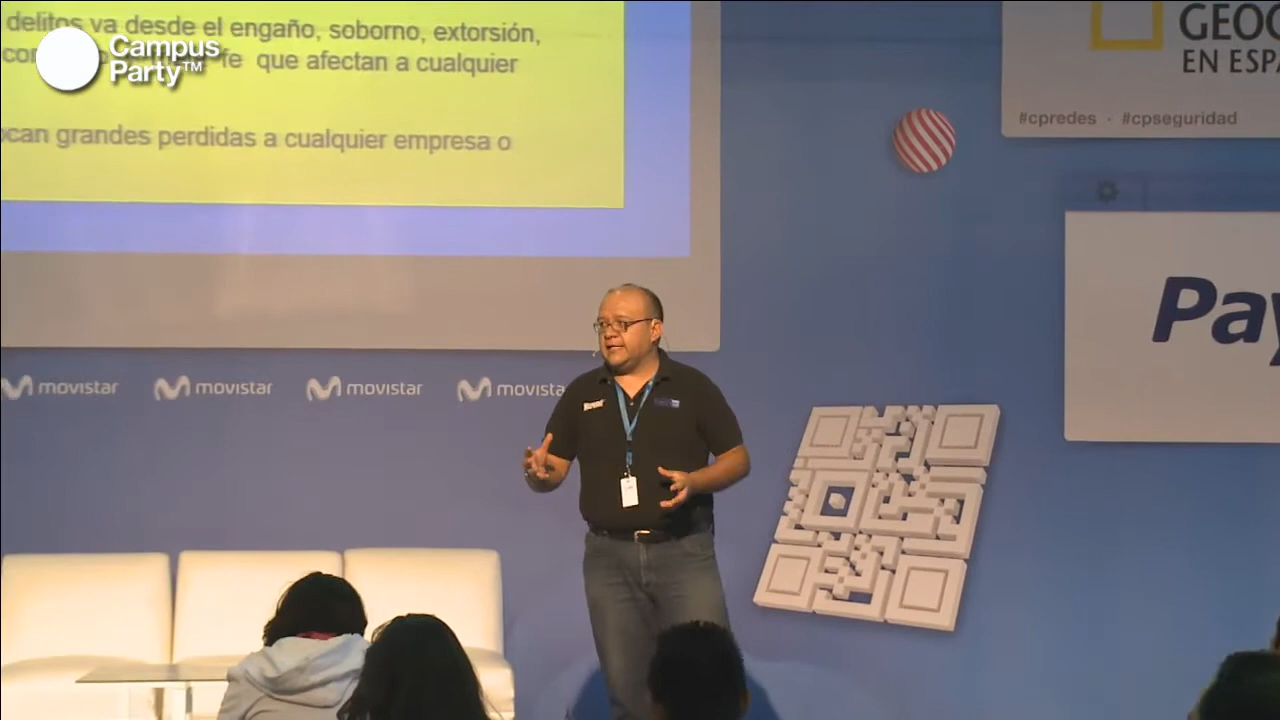 delitos va desde el engaño, soborno, extorsión,
fe que afectan a cualquier
Campus
Party™
ocan grandes perdidas a cualquier empresa o
GEOG
EN ESPA
#cpredes · #cpseguridad
Pay
movistar movistar movistar movista